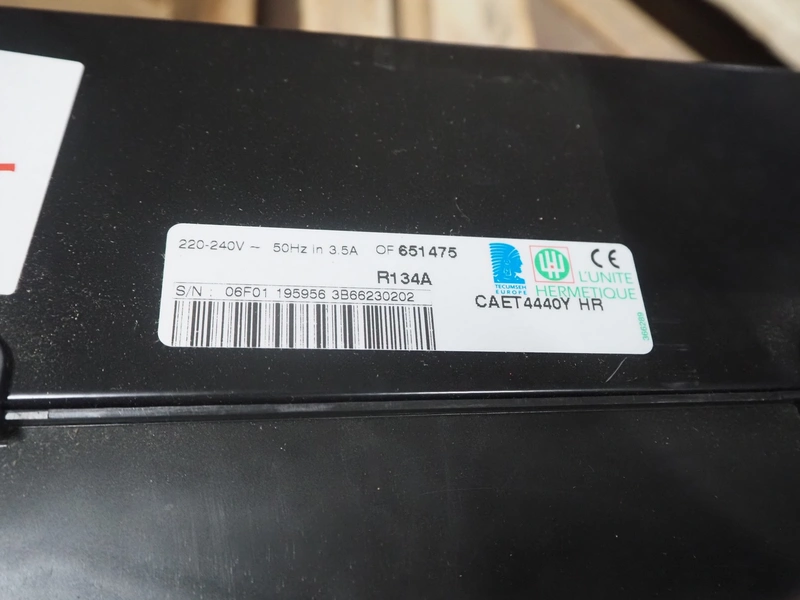 220-240V ~ 50Hz in 3.5A OF 651475
R134A
S/N : 06F01 195956 3B66230202
TECUMSEH
EUROPE
CE
L'UNITE
HERMETIQUE
CAET4440Y HR